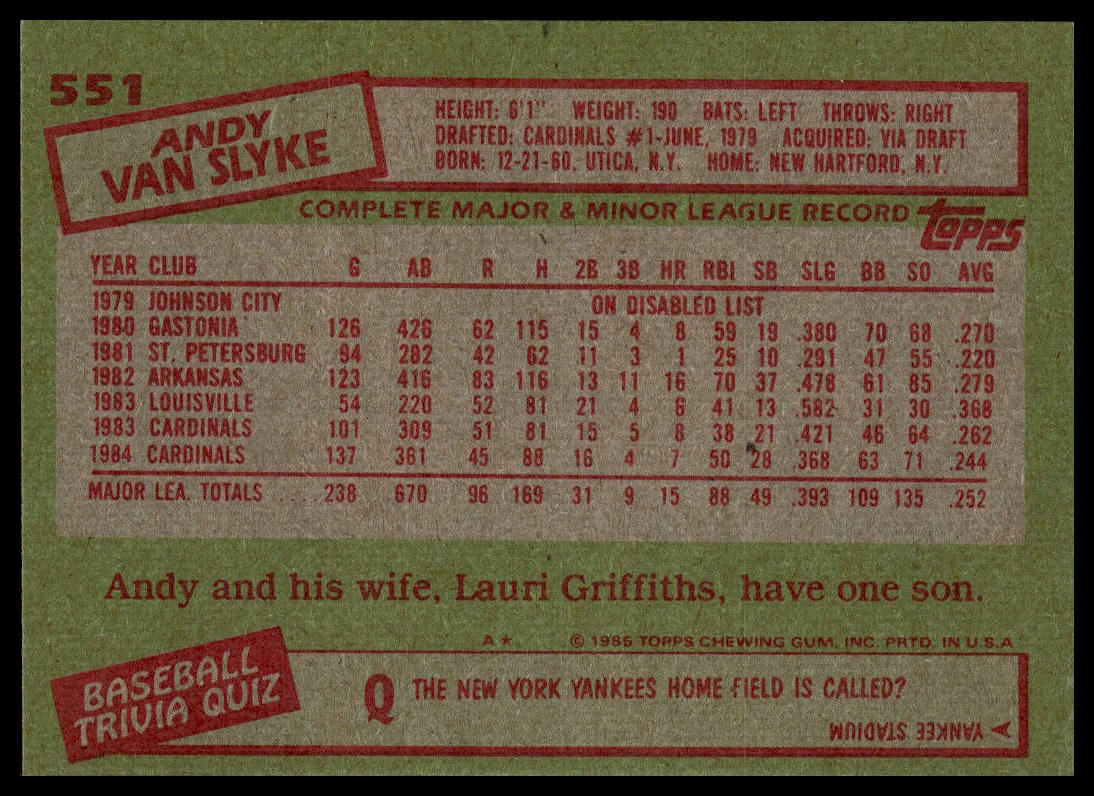 551
ANDY
VAN SLYKE
HEIGHT: 6'1" WEIGHT: 190 BATS: LEFT THROWS: RIGHT
DRAFTED: CARDINALS #1-JUNE, 1979 ACQUIRED: VIA DRAFT
BORN: 12-21-60, UTICA, N.Y. HOME: NEW HARTFORD, N.Y.
COMPLETE MAJOR & MINOR LEAGUE RECORD
topps
YEAR CLUB G AB R H 2B 3B HR RBI SB SLG BB SO AVG
1979 JOHNSON CITY ON DISABLED LIST
1980 GASTONIA 126 426 62 115 15 4 8 59 19 .380 70 68 .270
1981 ST. PETERSBURG 94 282 42 62 11 3 1 25 10 .291 47 55 .220
1982 ARKANSAS 123 416 83 116 13 11 16 70 37 .478 61 85 .279
1983 LOUISVILLE 54 220 52 81 21 4 6 41 13 .582 31 30 .368
1983 CARDINALS 101 309 51 81 15 5 8 38 21 .421 46 64 .262
1984 CARDINALS 137 361 45 88 16 4 7 50 28 .368 63 71 .244
MAJOR LEA. TOTALS .... 238 670 96 169 31 9 15 88 49 .393 109 135 .252
Andy and his wife, Lauri Griffiths, have one son.
A* © 1985 TOPPS CHEWING GUM, INC. PRTD. IN U.S.A.
BASEBALL
TRIVIA QUIZ
Q THE NEW YORK YANKEES HOME FIELD IS CALLED?
YANKEE STADIUM